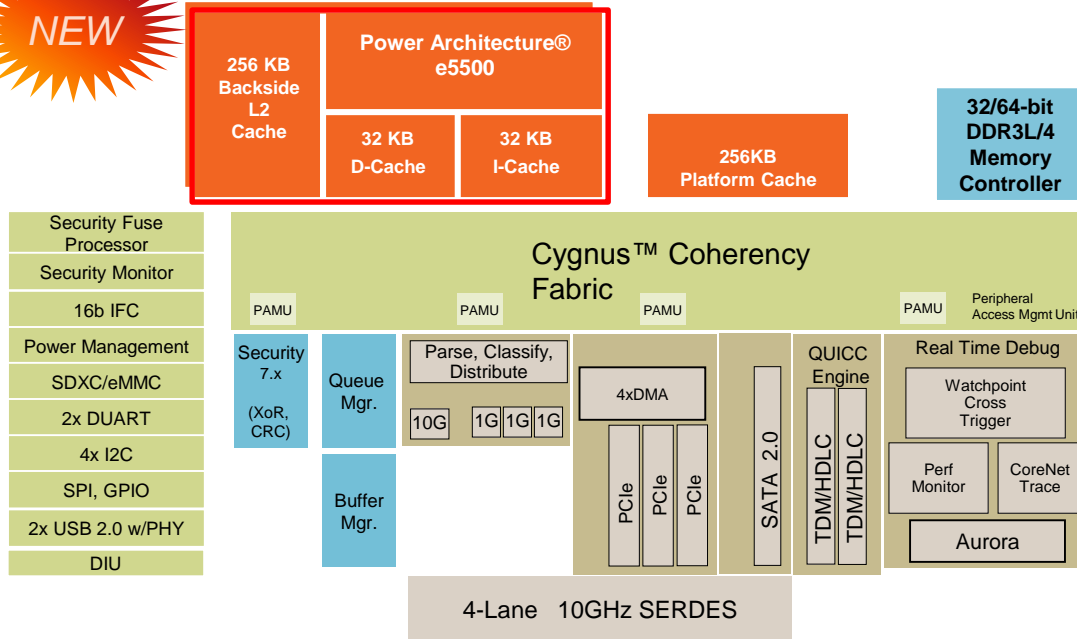 NEW
256 KB
Backside
L2
Cache
Power Architecture®
e5500
32 KB
D-Cache
32 KB
I-Cache
256KB
Platform Cache
32/64-bit
DDR3L/4
Memory
Controller
Security Fuse
Processor
Security Monitor
16b IFC
Power Management
SDXC/eMMC
2x DUART
4x I2C
SPI, GPIO
2x USB 2.0 w/PHY
DIU
Cygnus™ Coherency
Fabric
PAMU
PAMU
PAMU
PAMU
Peripheral
Access Mgmt Unit
Security
7.x
(XoR,
CRC)
Queue
Mgr.
Buffer
Mgr.
Parse, Classify,
Distribute
10G
1G
1G
1G
4xDMA
PCIe
PCIe
PCIe
SATA 2.0
QUICC
Engine
TDM/HDLC
TDM/HDLC
Real Time Debug
Watchpoint
Cross
Trigger
Perf
Monitor
CoreNet
Trace
Aurora
4-Lane 10GHz SERDES